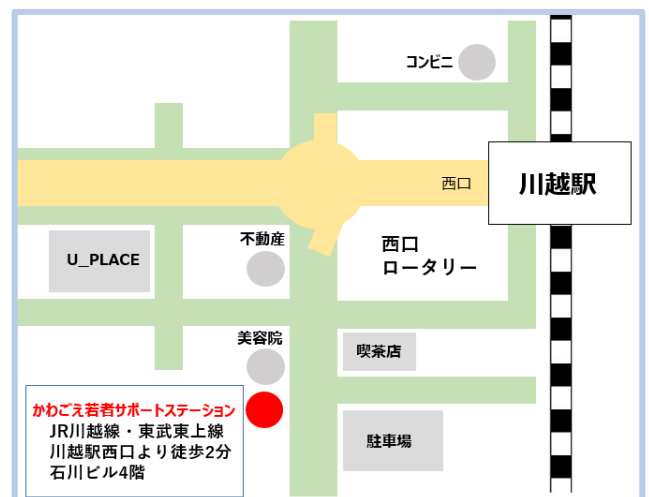 コンビニ
西口
川越駅
不動産
西口
ロータリー
U_PLACE
美容院
喫茶店
かわごえ若者サポートステーション
JR川越線・東武東上線
川越駅西口より徒歩2分
石川ビル4階
駐車場